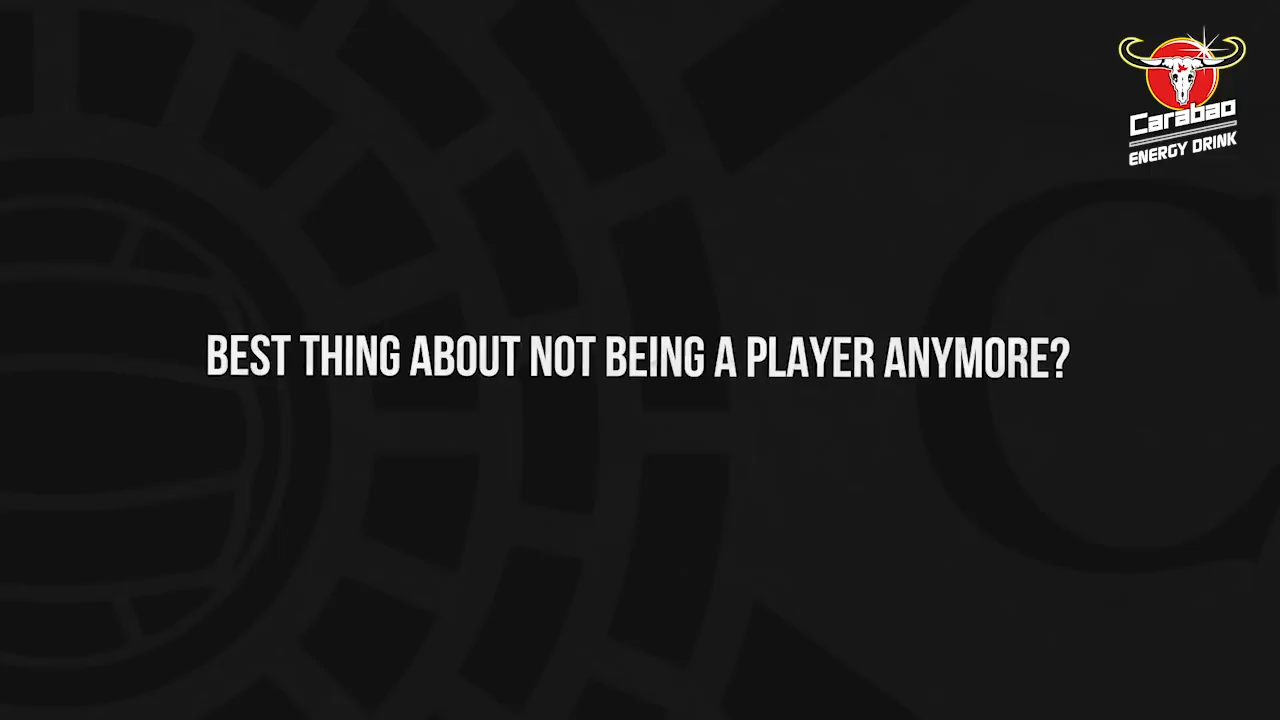 Carabao
ENERGY DRINK
BEST THING ABOUT NOT BEING A PLAYER ANYMORE?